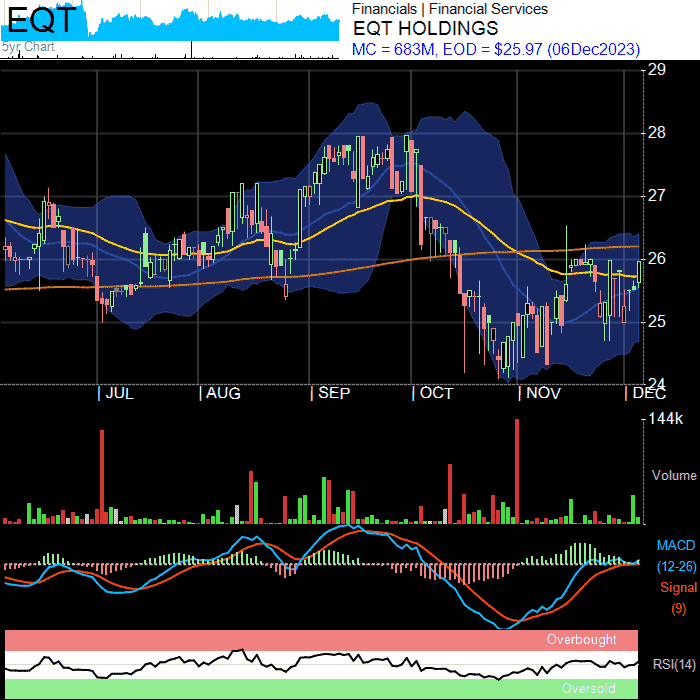 EQT
5yr Chart
Financials | Financial Services
EQT HOLDINGS
MC = 683M, EOD = $25.97 (06Dec2023)
29
28
27
26
25
24
| JUL
| AUG
| SEP
| OCT
| NOV
| DEC
144k
Volume
MACD
(12-26)
Signal
(9)
Overbought
RSI(14)
Oversold